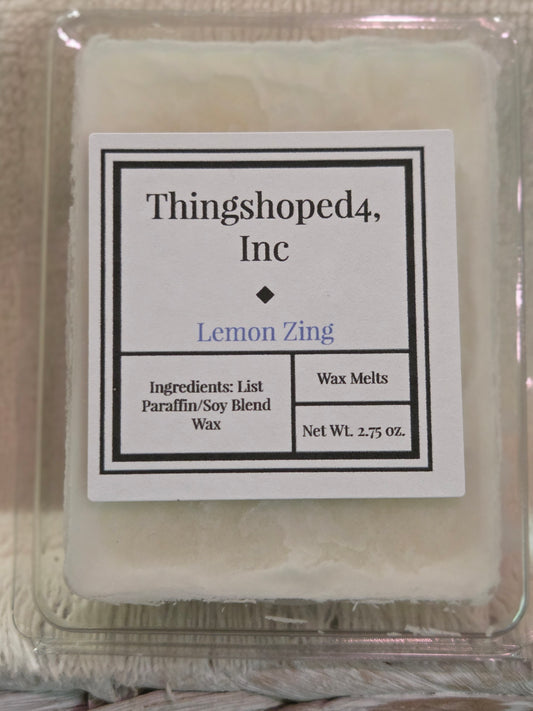 Thingshoped4,
Inc
Lemon Zing
Ingredients: List
Paraffin/Soy Blend
Wax
Wax Melts
Net Wt. 2.75 oz.